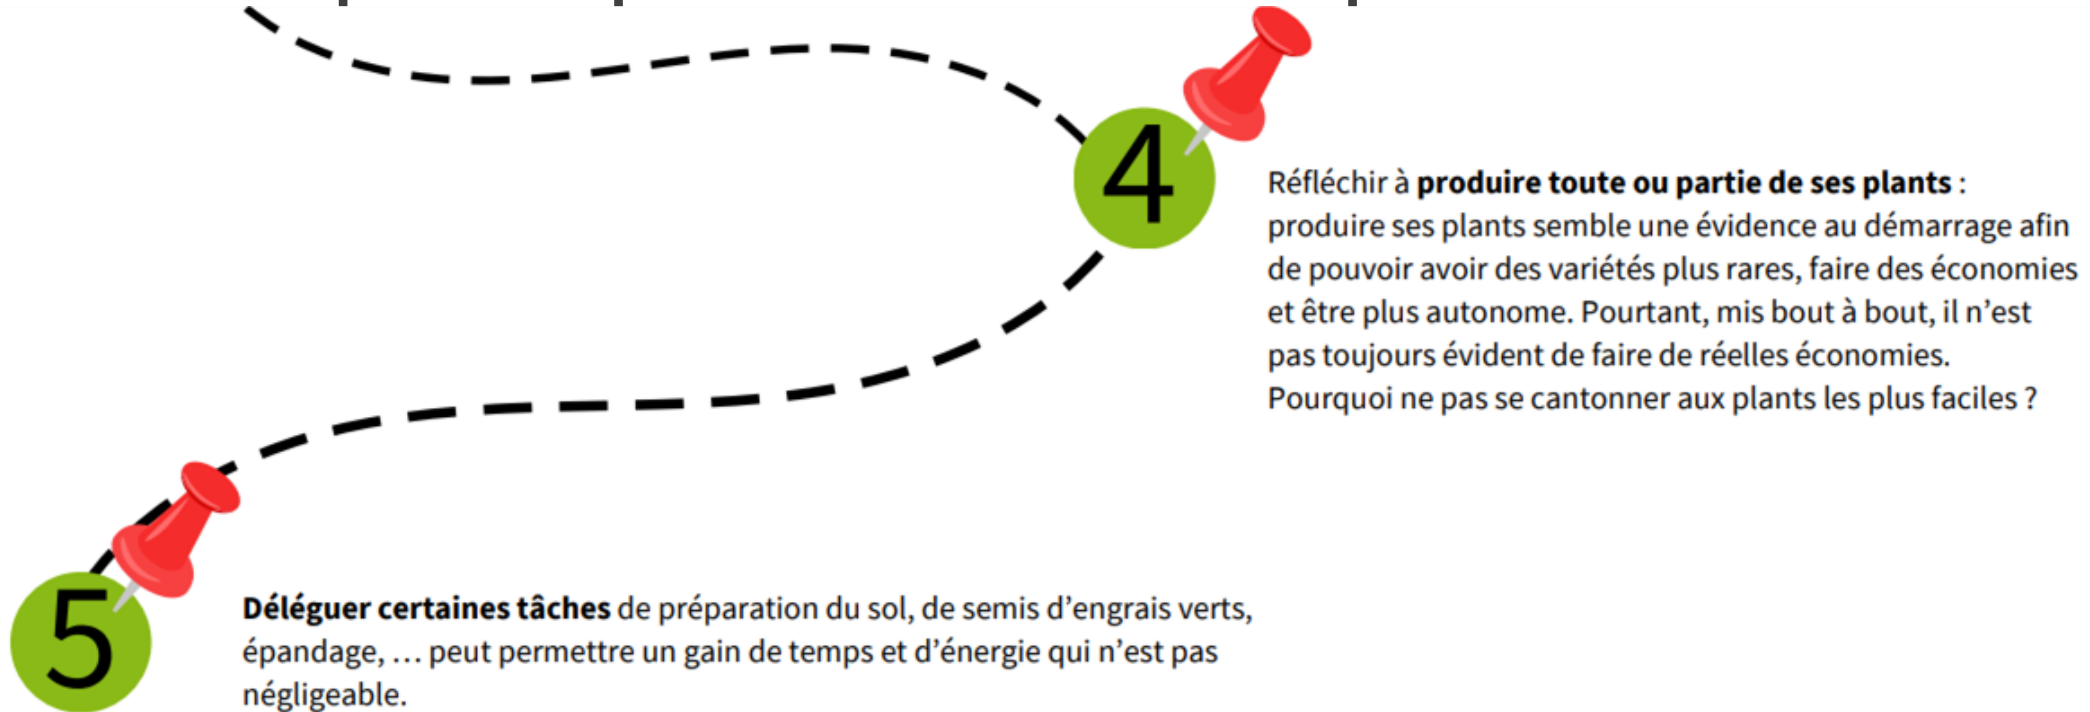 4
Réfléchir à produire toute ou partie de ses plants :
produire ses plants semble une évidence au démarrage afin
de pouvoir avoir des variétés plus rares, faire des économies
et être plus autonome. Pourtant, mis bout à bout, il n’est
pas toujours évident de faire de réelles économies.
Pourquoi ne pas se cantonner aux plants les plus faciles ?
5
Déléguer certaines tâches de préparation du sol, de semis d’engrais verts,
épandage, … peut permettre un gain de temps et d’énergie qui n’est pas
négligeable.